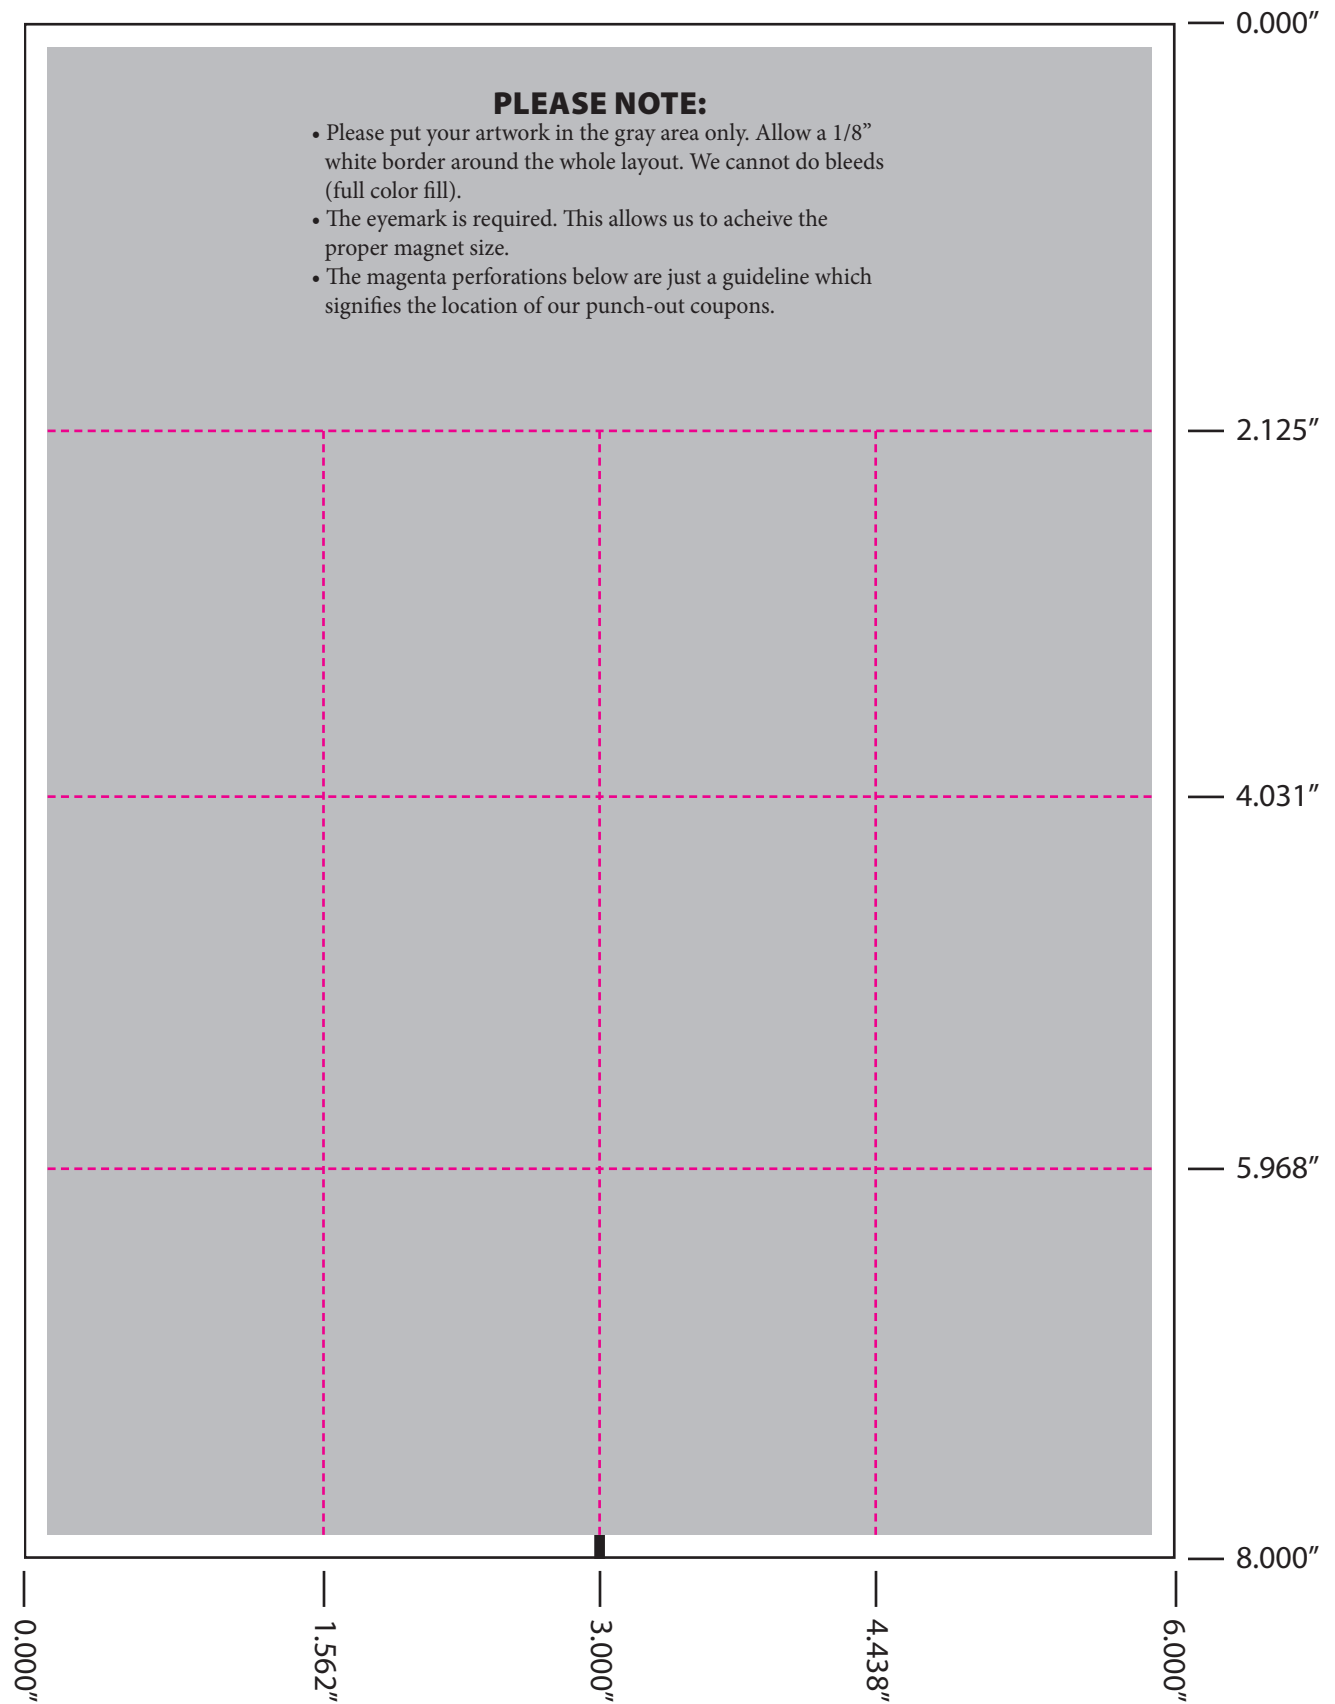 0.000″
PLEASE NOTE:
• Please put your artwork in the gray area only. Allow a 1/8”
white border around the whole layout. We cannot do bleeds
(full color fill).
• The eyemark is required. This allows us to acheive the
proper magnet size.
• The magenta perforations below are just a guideline which
signifies the location of our punch-out coupons.
2.125″
4.031″
5.968″
8.000″
0.000″
1.562″
3.000″
4.438″
6.000″